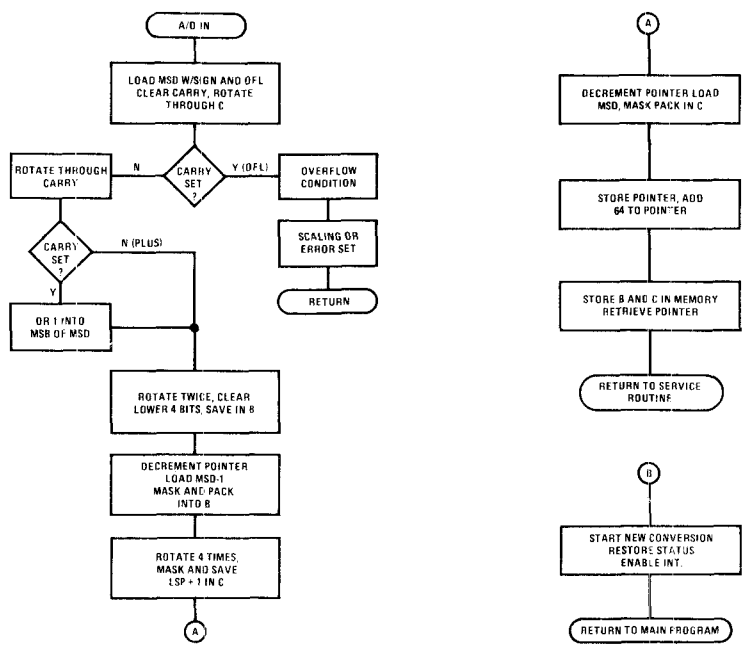 A/D IN
LOAD MSD W/SIGN AND OFL
CLEAR CARRY, ROTATE
THROUGH C
CARRY
SET
?
N
Y (OFL)
ROTATE THROUGH
CARRY
OVERFLOW
CONDITION
SCALING OR
ERROR SET
RETURN
CARRY
SET
?
N (PLUS)
Y
OR 1 INTO
MSB OF MSD
ROTATE TWICE, CLEAR
LOWER 4 BITS, SAVE IN B
DECREMENT POINTER
LOAD MSD-1
MASK AND PACK
INTO B
ROTATE 4 TIMES,
MASK AND SAVE
LSP + 1 IN C
A
A
DECREMENT POINTER LOAD
MSD, MASK PACK IN C
STORE POINTER, ADD
64 TO POINTER
STORE B AND C IN MEMORY
RETRIEVE POINTER
RETURN TO SERVICE
ROUTINE
B
START NEW CONVERSION
RESTORE STATUS
ENABLE INT.
RETURN TO MAIN PROGRAM